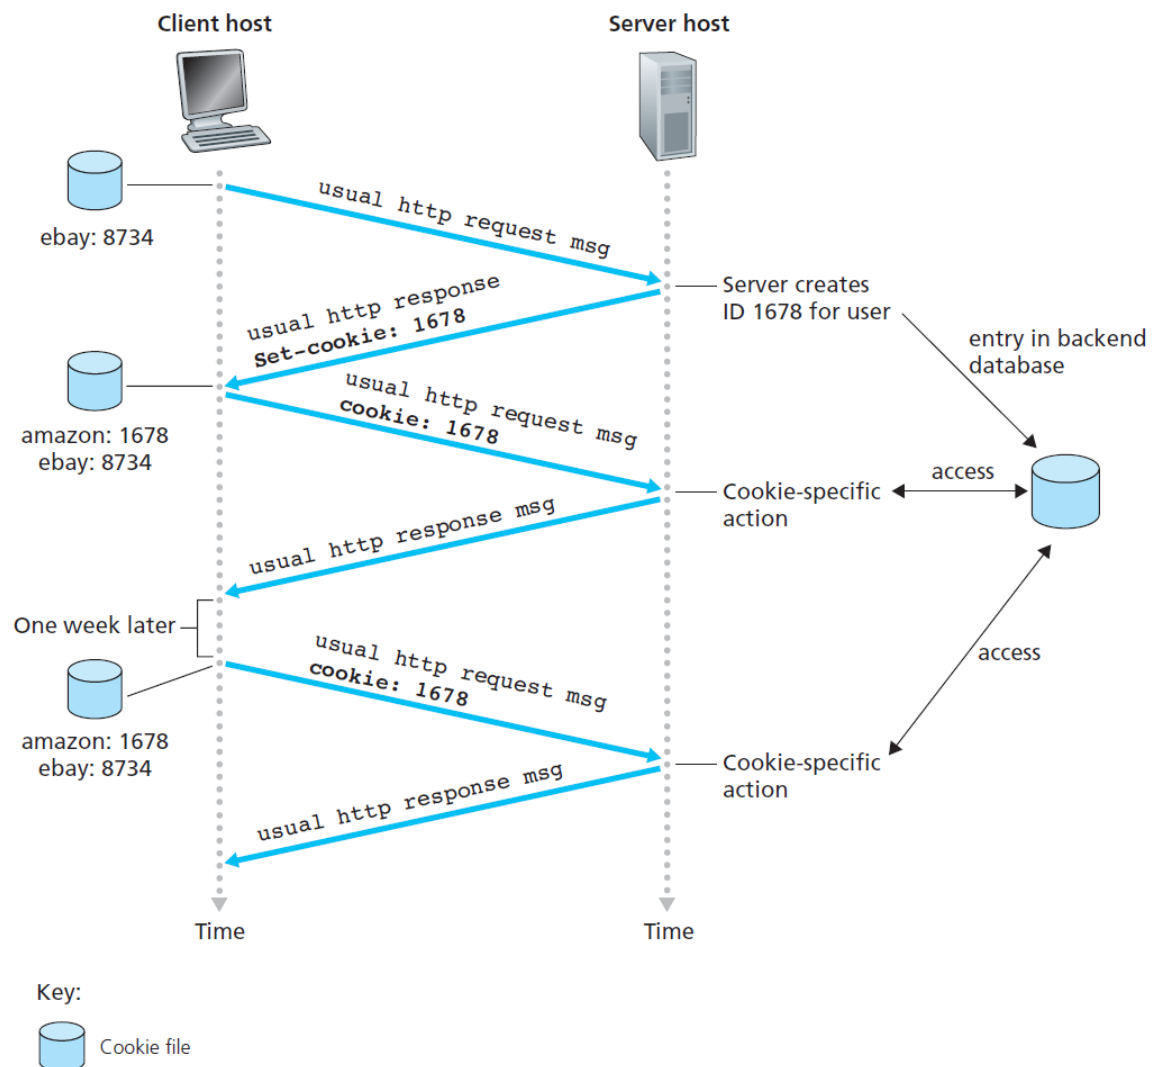 Client host
Server host
usual http request msg
ebay: 8734
Server creates
ID 1678 for user
usual http response
Set-cookie: 1678
entry in backend
database
amazon: 1678
ebay: 8734
usual http request msg
cookie: 1678
Cookie-specific
action
access
usual http response msg
One week later
usual http request msg
cookie: 1678
access
amazon: 1678
ebay: 8734
Cookie-specific
action
usual http response msg
Time
Time
Key:
Cookie file